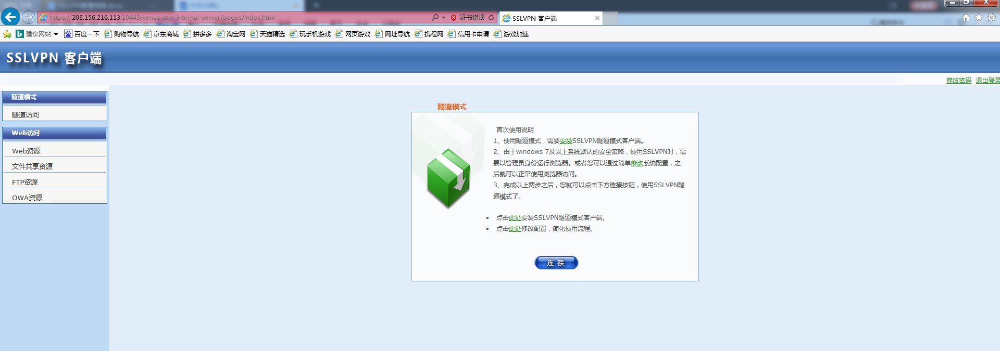 https://203.156.216.113:10443/venus-utm-internal-server/pages/index.html
证书错误
SSLVPN 客户端
建议网站
百度一下
购物导航
京东商城
拼多多
淘宝网
天猫精选
玩手机游戏
网页游戏
网址导航
携程网
信用卡申请
游戏加速
SSLVPN 客户端
修改密码 退出登录
隧道模式
隧道访问
Web访问
Web资源
文件共享资源
FTP资源
OWA资源
隧道模式
首次使用说明
1、使用隧道模式，需要安装SSLVPN隧道模式客户端。
2、由于windows 7及以上系统默认的安全策略，使用SSLVPN时，需
要以管理员身份运行浏览器。或者您可以通过简单修改系统配置，之
后就可以正常使用浏览器访问。
3、完成以上两步之后，您就可以点击下方连接按钮，使用SSLVPN隧
道模式了。
• 点击此处安装SSLVPN隧道模式客户端。
• 点击此处修改配置，简化使用流程。
连 接